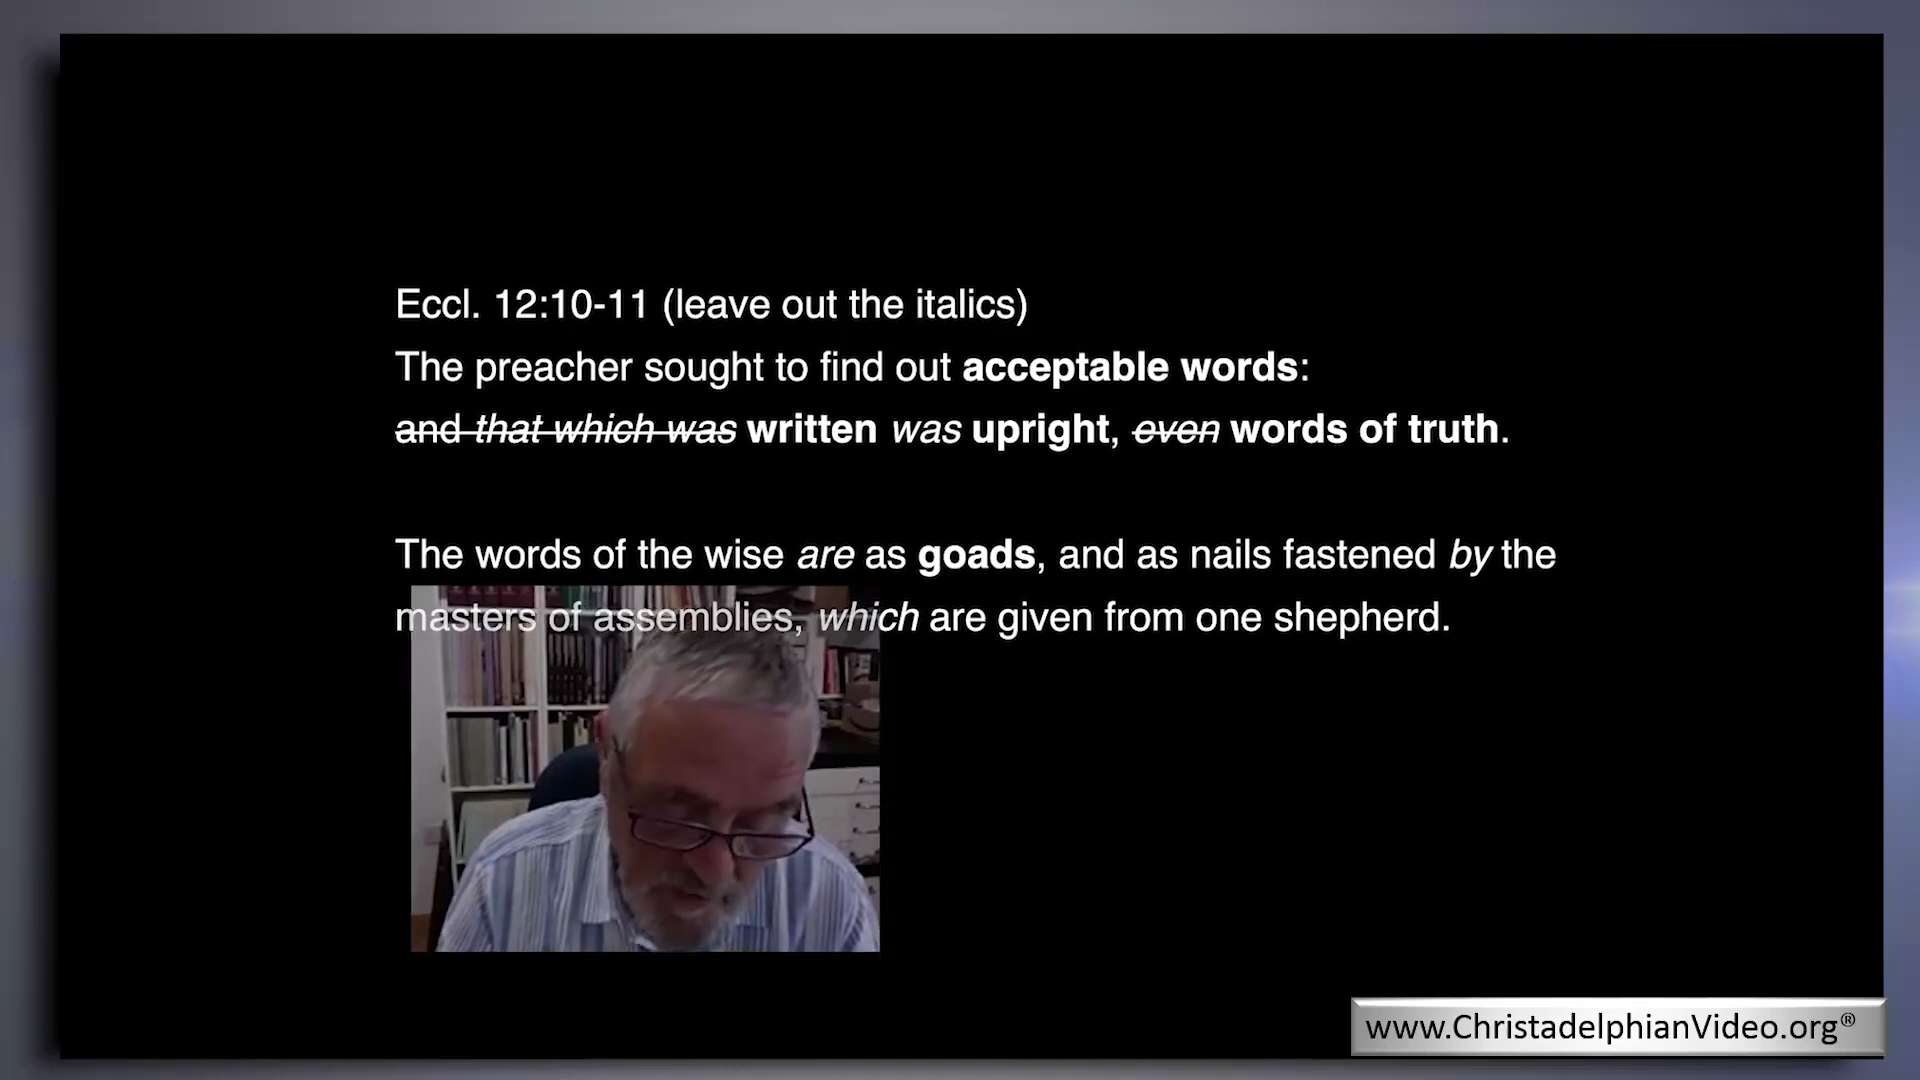 Eccl. 12:10-11 (leave out the italics)
The preacher sought to find out acceptable words:
and that which was written was upright, even words of truth.
The words of the wise are as goads, and as nails fastened by the
masters of assemblies, which are given from one shepherd.
www.ChristadelphianVideo.org®